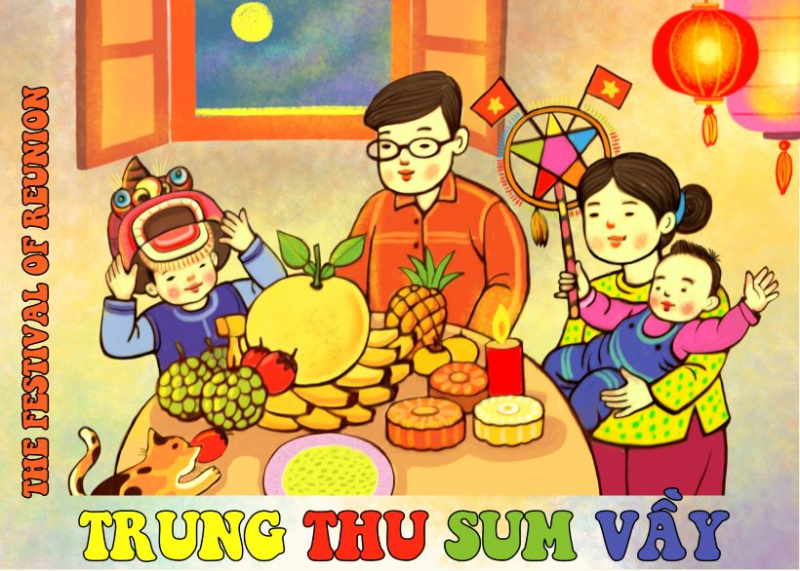 THE FESTIVAL OF REUNION
TRUNG THU SUM VẦY